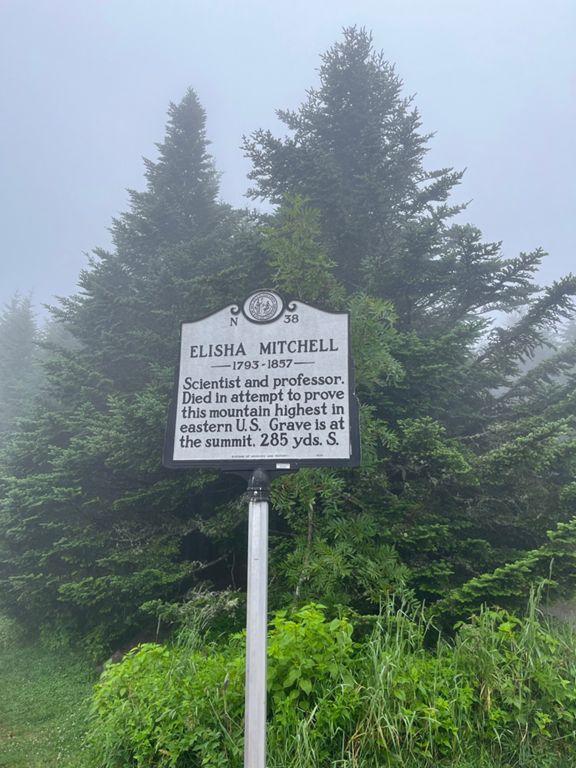 N 38
ELISHA MITCHELL
1793-1857
Scientist and professor.
Died in attempt to prove
this mountain highest in
eastern U.S. Grave is at
the summit, 285 yds. S.